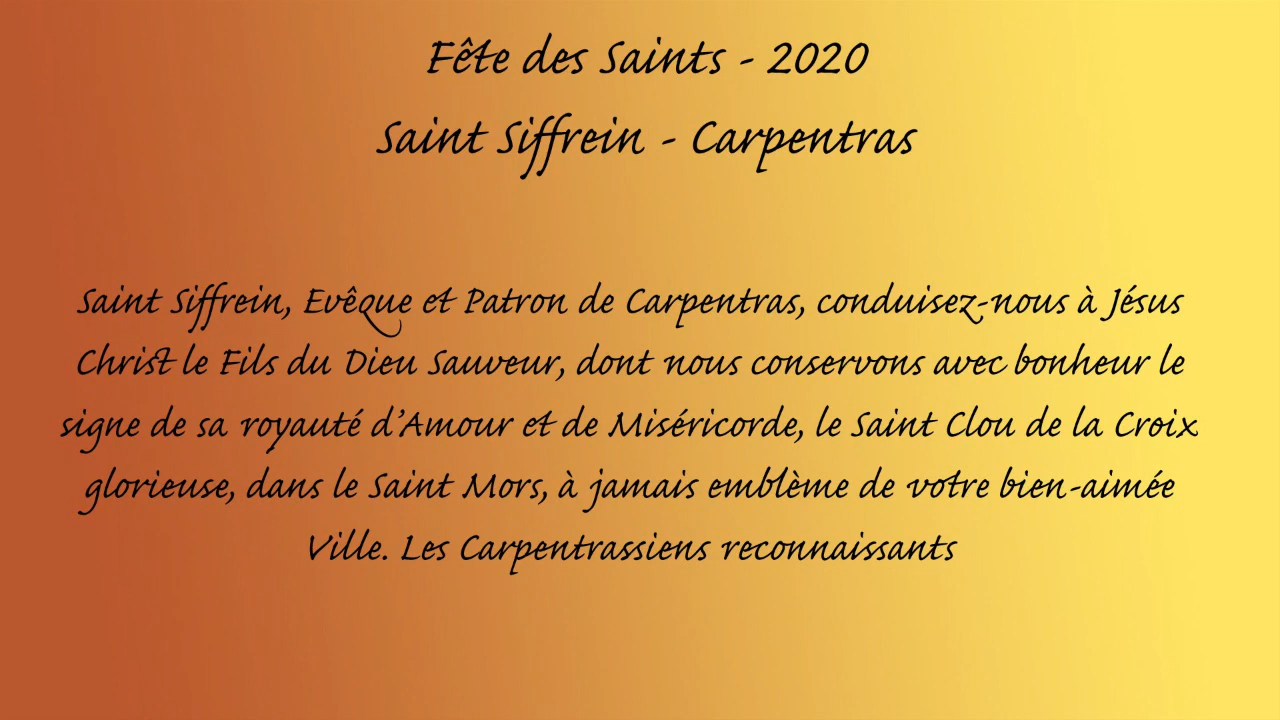 Fête des Saints - 2020
Saint Siffrein - Carpentras
Saint Siffrein, Evêque et Patron de Carpentras, conduisez-nous à Jésus
Christ le Fils du Dieu Sauveur, dont nous conservons avec bonheur le
signe de sa royauté d’Amour et de Miséricorde, le Saint Clou de la Croix
glorieuse, dans le Saint Mors, à jamais emblème de votre bien-aimée
Ville. Les Carpentrassiens reconnaissants